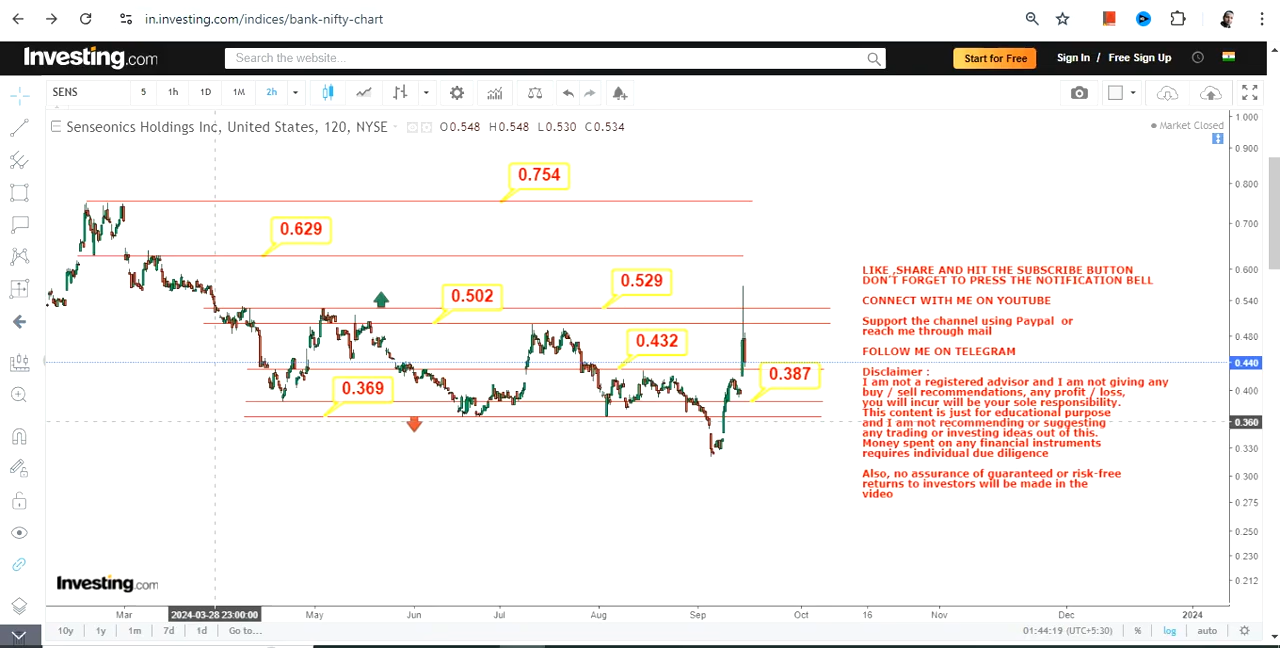 in.investing.com/indices/bank-nifty-chart
Investing.com
Search the website...
Start for Free
Sign In / Free Sign Up
SENS
5 1h 1D 1M 2h
Senseonics Holdings Inc, United States, 120, NYSE O0.548 H0.548 L0.530 C0.534
Market Closed
1.000
0.900
0.800
0.700
0.600
0.540
0.480
0.440
0.400
0.360
0.330
0.300
0.275
0.250
0.230
0.212
0.754
0.629
0.529
0.502
0.432
0.387
0.369
LIKE ,SHARE AND HIT THE SUBSCRIBE BUTTON
DON'T FORGET TO PRESS THE NOTIFICATION BELL
CONNECT WITH ME ON YOUTUBE
Support the channel using Paypal or
reach me through mail
FOLLOW ME ON TELEGRAM
Disclaimer :
I am not a registered advisor and I am not giving any
buy / sell recommendations, any profit / loss,
you will incur will be your sole responsibility.
This content is just for educational purpose
and I am not recommending or suggesting
any trading or investing ideas out of this.
Money spent on any financial instruments
requires individual due diligence
Also, no assurance of guaranteed or risk-free
returns to investors will be made in the
video
Investing.com
Mar 2024-03-28 23:00:00 May Jun Jul Aug Sep Oct 16 Nov Dec 2024
10y 1y 1m 7d 1d Go to...
01:44:19 (UTC+5:30) % log auto